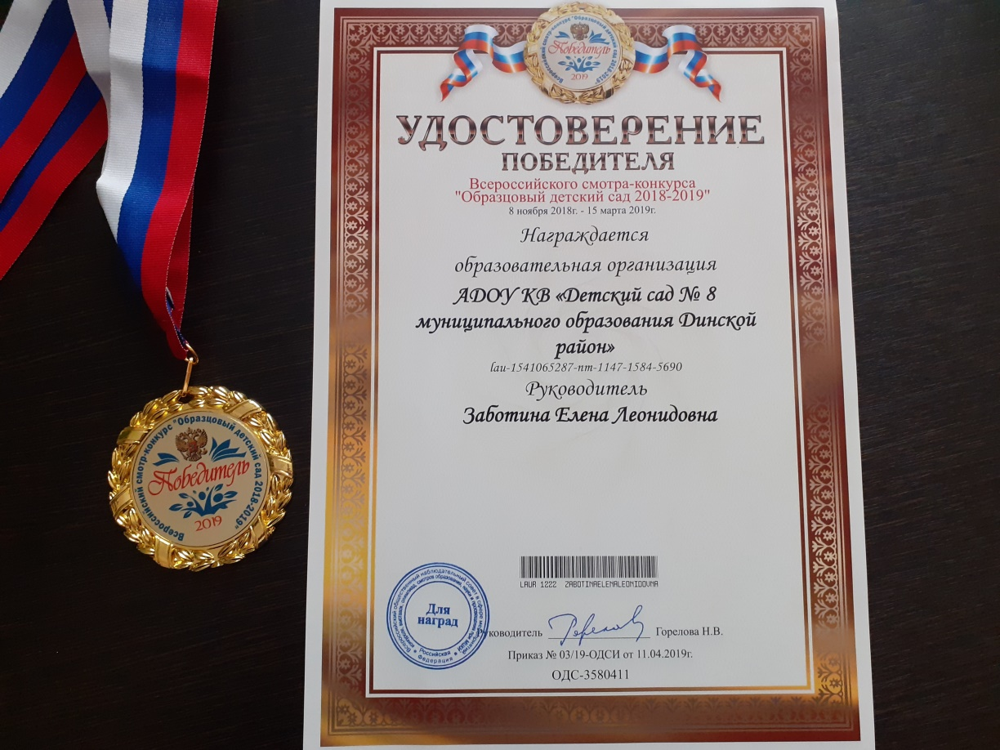 Всероссийский смотр-конкурс "Образцовый детский сад 2018-2019"
Победитель
2019
УДОСТОВЕРЕНИЕ
ПОБЕДИТЕЛЯ
Всероссийского смотра-конкурса
"Образцовый детский сад 2018-2019"
8 ноября 2018г. - 15 марта 2019г.
Награждается
образовательная организация
АДОУ КВ «Детский сад № 8
муниципального образования Динской
район»
lau-1541065287-nm-1147-1584-5690
Руководитель
Заботина Елена Леонидовна
Всероссийский смотр-конкурс "Образцовый детский сад 2018-2019"
Победитель
2019
LAUR 1222 ZABOTINAELENALEONIDOVNA
Для
наград
Российская
Федерация
Руководитель Горелова Н.В.
Приказ № 03/19-ОДСИ от 11.04.2019г.
ОДС-3580411